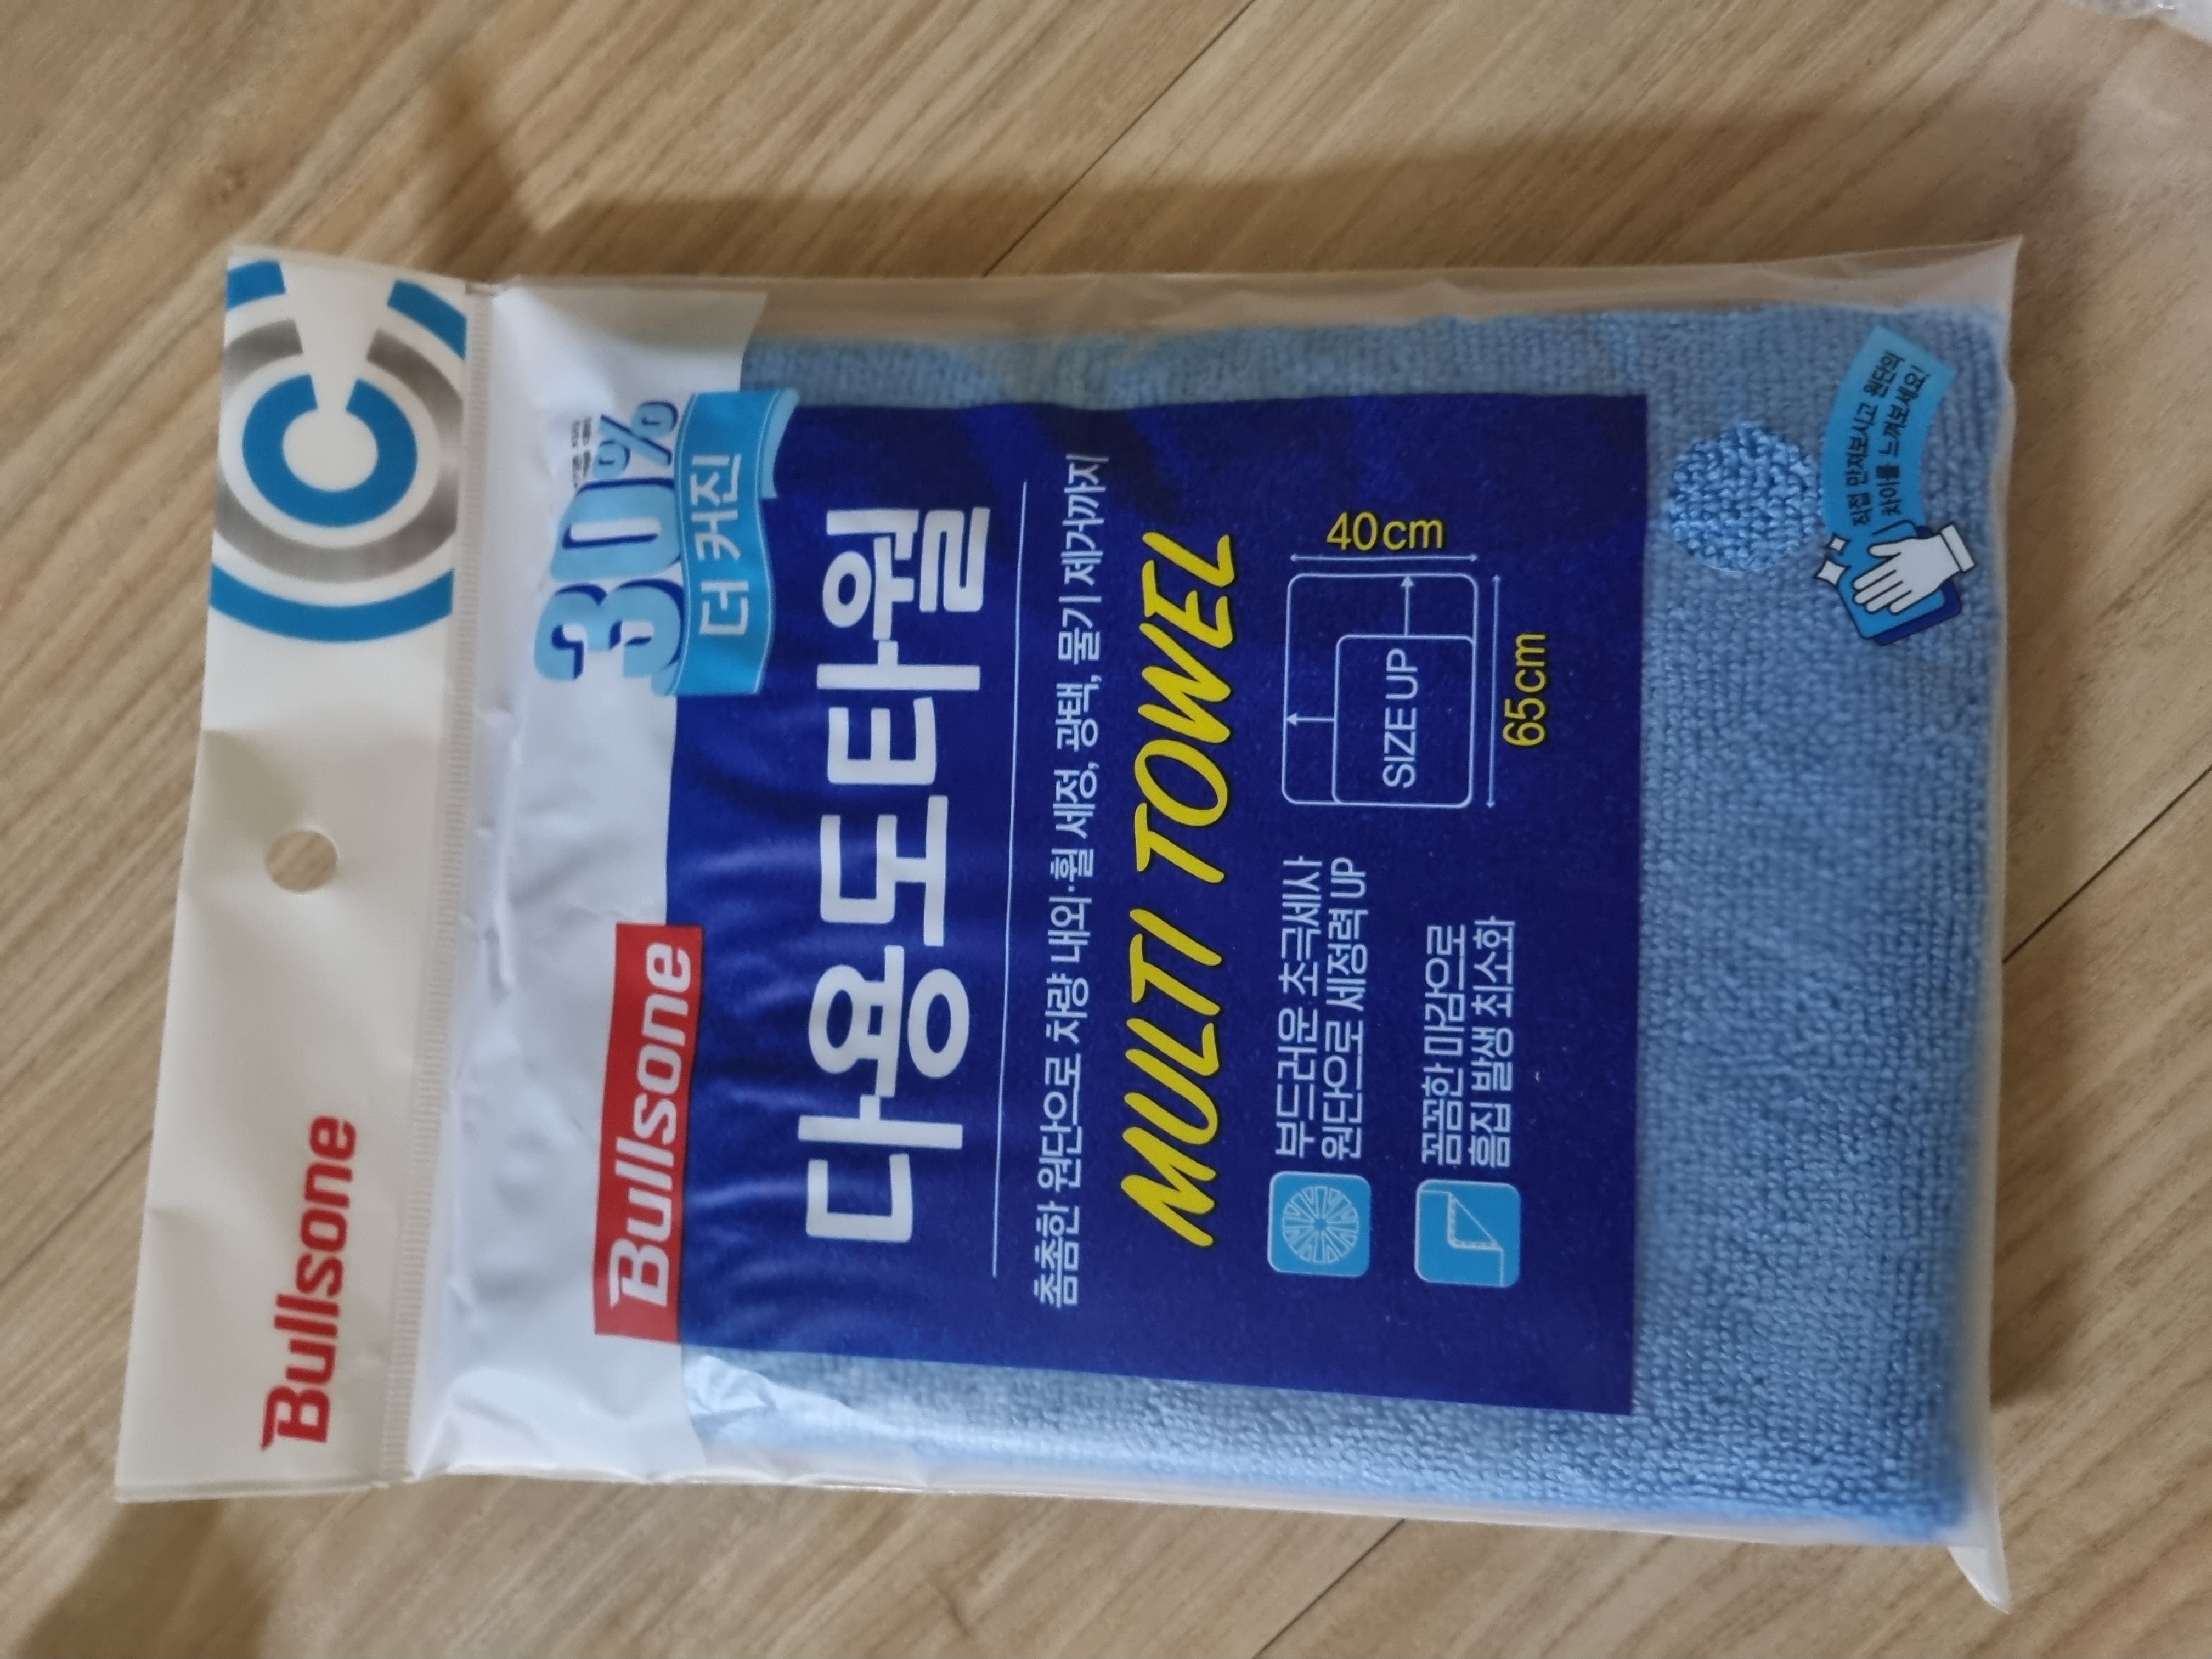 Bullsone
30%
더 커진
Bullsone
다용도타월
촘촘한 원단으로 차량 내외·휠 세정, 광택, 물기 제거까지
MULTI TOWEL
부드러운 초극세사
원단으로 세정력 UP
꼼꼼한 마감으로
흠집 발생 최소화
SIZE UP
40cm
65cm
직접 만져보시고 원단의
차이를 느껴보세요!